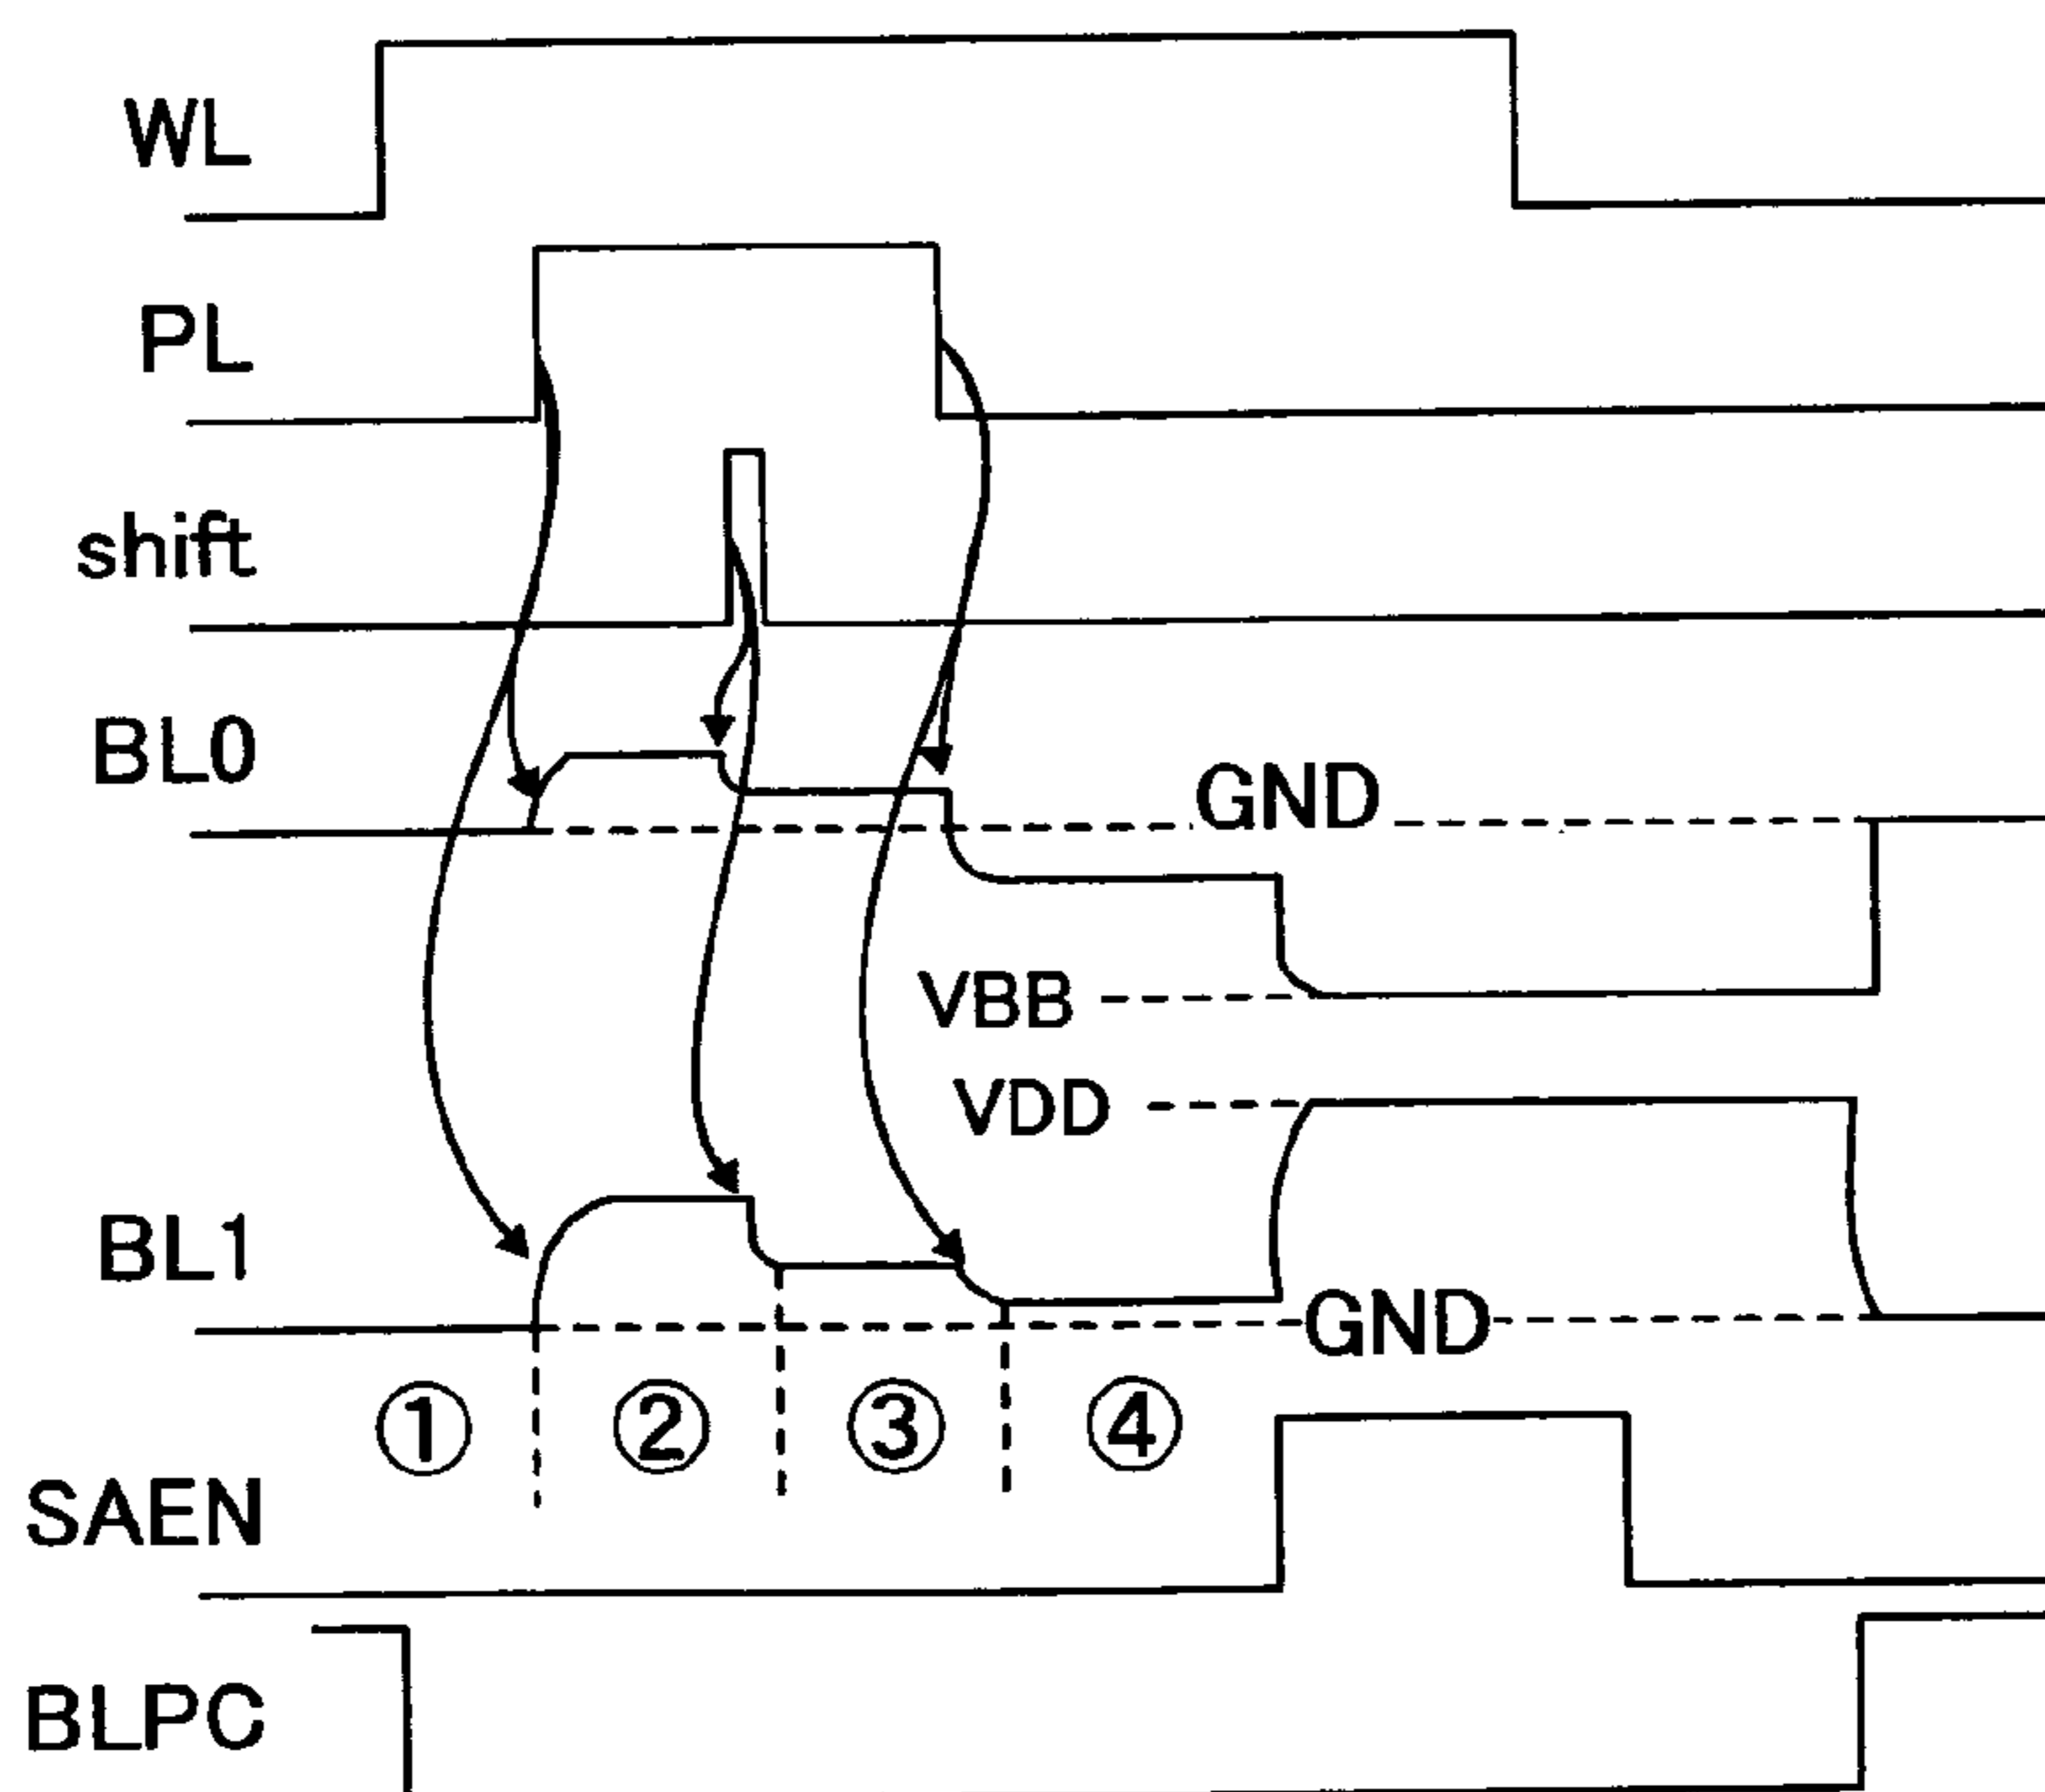 WL
PL
shift
BL0
GND
VBB
VDD
BL1
GND
① ② ③ ④
SAEN
BLPC